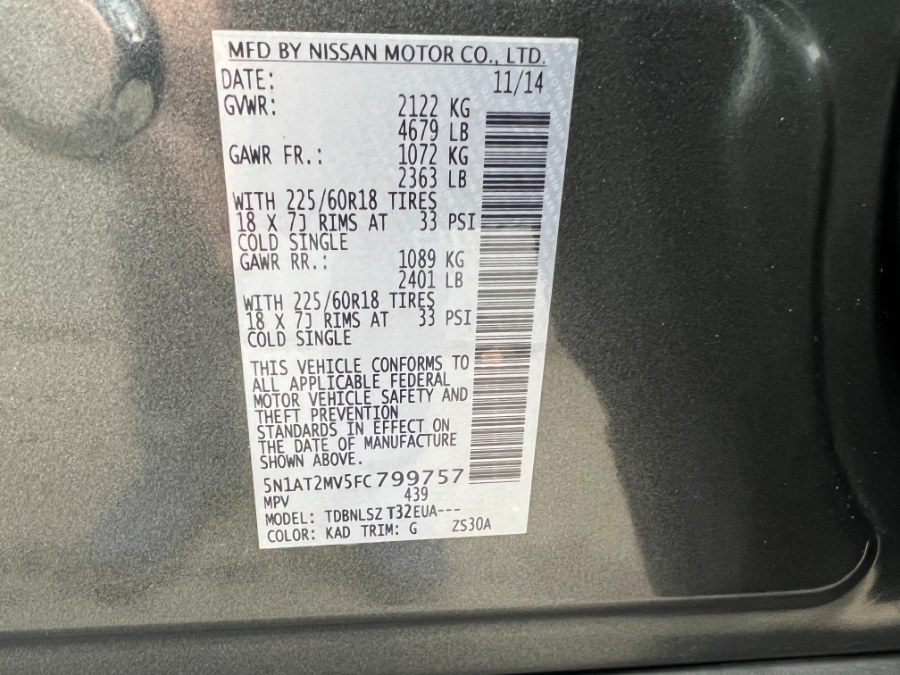 MFD BY NISSAN MOTOR CO., LTD.
DATE: 11/14
GVWR: 2122 KG
4679 LB
GAWR FR.: 1072 KG
2363 LB
WITH 225/60R18 TIRES
18 X 7J RIMS AT 33 PSI
COLD SINGLE
GAWR RR.: 1089 KG
2401 LB
WITH 225/60R18 TIRES
18 X 7J RIMS AT 33 PSI
COLD SINGLE
THIS VEHICLE CONFORMS TO
ALL APPLICABLE FEDERAL
MOTOR VEHICLE SAFETY AND
THEFT PREVENTION
STANDARDS IN EFFECT ON
THE DATE OF MANUFACTURE
SHOWN ABOVE.
5N1AT2MV5FC799757
MPV 439
MODEL: TDBNLSZ T32EUA---
COLOR: KAD TRIM: G ZS30A